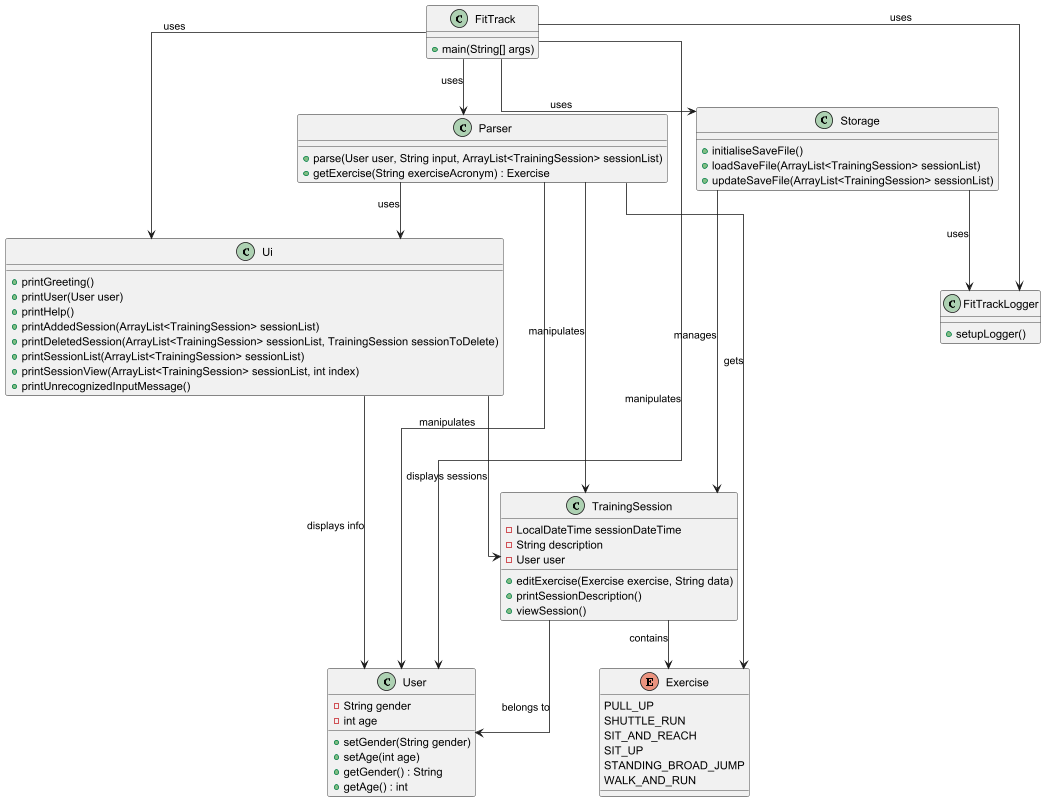 C FitTrack
main(String[] args)
uses
uses
uses
uses
C Parser
parse(User user, String input, ArrayList<TrainingSession> sessionList)
getExercise(String exerciseAcronym) : Exercise
C Storage
initialiseSaveFile()
loadSaveFile(ArrayList<TrainingSession> sessionList)
updateSaveFile(ArrayList<TrainingSession> sessionList)
uses
uses
C Ui
printGreeting()
printUser(User user)
printHelp()
printAddedSession(ArrayList<TrainingSession> sessionList)
printDeletedSession(ArrayList<TrainingSession> sessionList, TrainingSession sessionToDelete)
printSessionList(ArrayList<TrainingSession> sessionList)
printSessionView(ArrayList<TrainingSession> sessionList, int index)
printUnrecognizedInputMessage()
C FitTrackLogger
setupLogger()
manipulates
manages
gets
manipulates
manipulates
displays sessions
displays info
C TrainingSession
LocalDateTime sessionDateTime
String description
User user
editExercise(Exercise exercise, String data)
printSessionDescription()
viewSession()
contains
belongs to
C User
String gender
int age
setGender(String gender)
setAge(int age)
getGender() : String
getAge() : int
E Exercise
PULL_UP
SHUTTLE_RUN
SIT_AND_REACH
SIT_UP
STANDING_BROAD_JUMP
WALK_AND_RUN